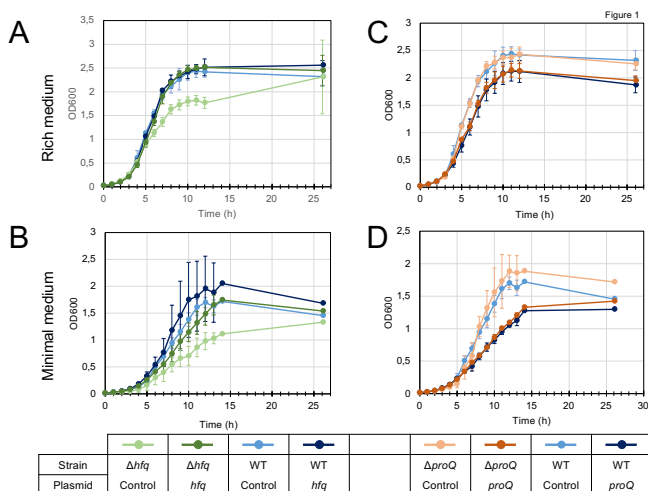 Figure 1
A
C
Rich medium
OD600
3,5
3
2,5
2
1,5
1
0,5
0
0 5 10 15 20 25
Time (h)
OD600
3
2,5
2
1,5
1
0,5
0
0 5 10 15 20 25
Time (h)
B
D
Minimal medium
OD600
3
2,5
2
1,5
1
0,5
0
0 5 10 15 20 25
Time (h)
OD600
2,5
2
1,5
1
0,5
0
0 5 10 15 20 25 30
Time (h)
Strain Δhfq Δhfq WT WT ΔproQ ΔproQ WT WT
Plasmid Control hfq Control hfq Control proQ Control proQ